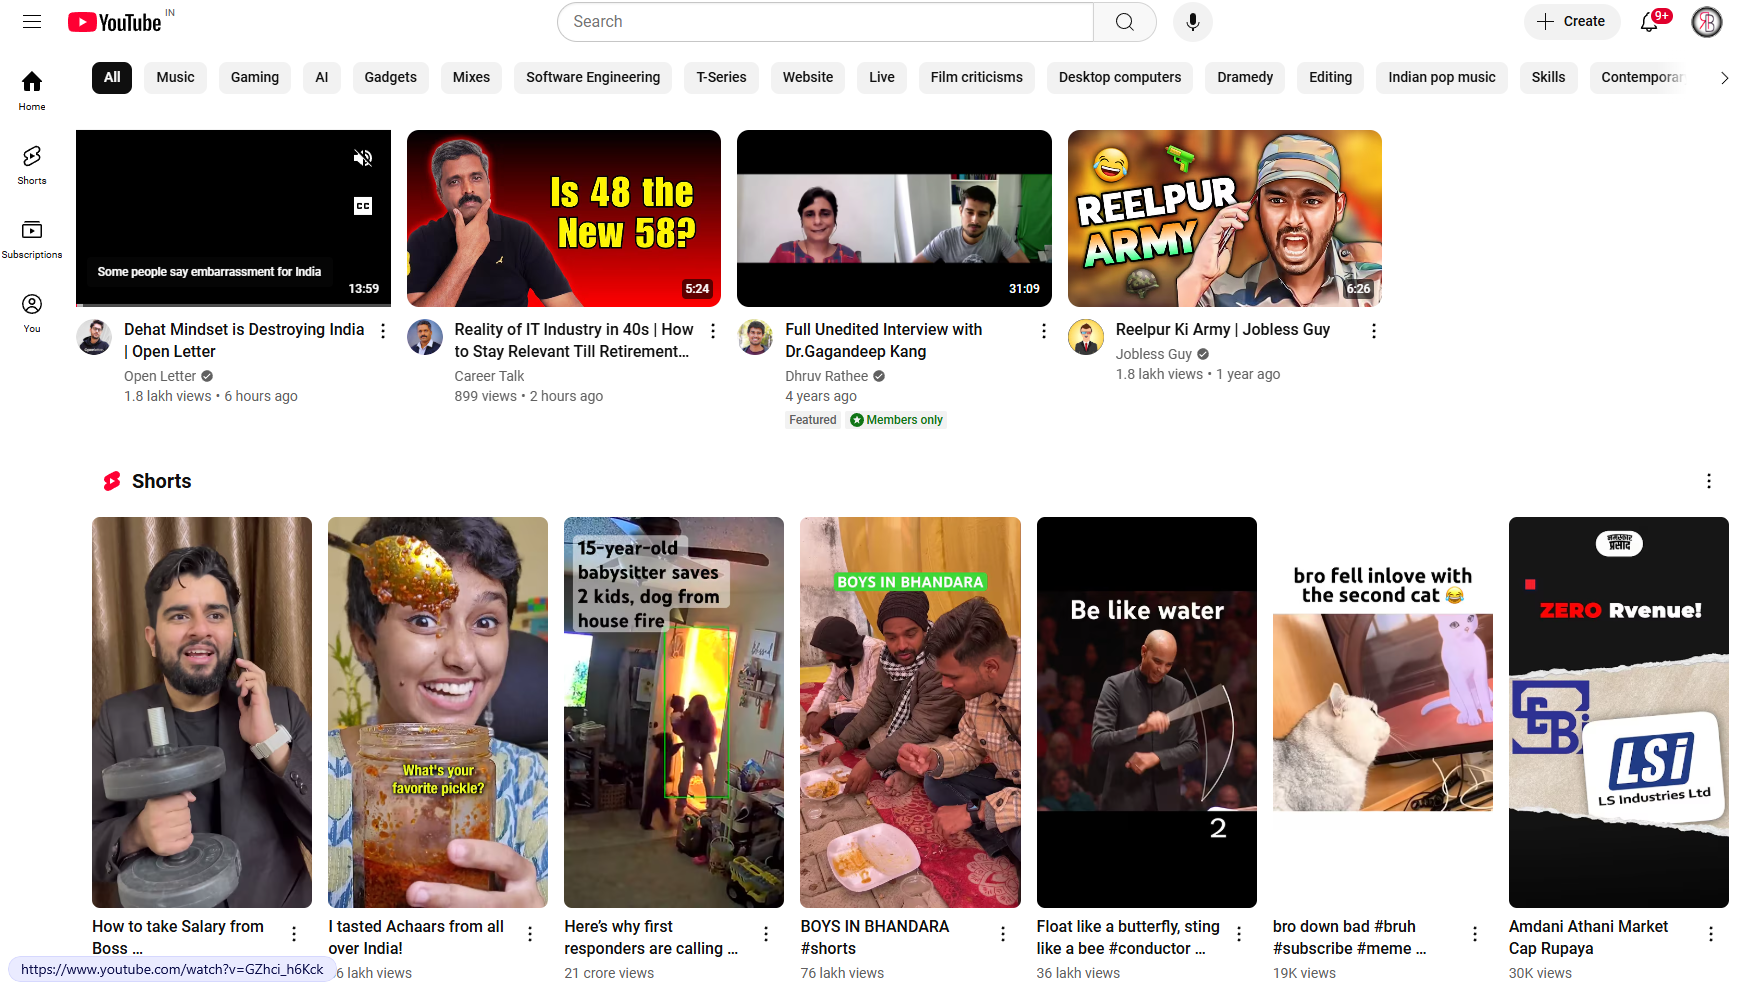 YouTube IN
Search
Create
9+
Home
Shorts
Subscriptions
You
All
Music
Gaming
AI
Gadgets
Mixes
Software Engineering
T-Series
Website
Live
Film criticisms
Desktop computers
Dramedy
Editing
Indian pop music
Skills
Contemporar
CC
Some people say embarrassment for India
13:59
Dehat Mindset is Destroying India
| Open Letter
Open Letter
1.8 lakh views • 6 hours ago
Is 48 the
New 58?
5:24
Reality of IT Industry in 40s | How
to Stay Relevant Till Retirement...
Career Talk
899 views • 2 hours ago
31:09
Full Unedited Interview with
Dr.Gagandeep Kang
Dhruv Rathee
4 years ago
Featured
Members only
REELPUR
ARMY
6:26
Reelpur Ki Army | Jobless Guy
Jobless Guy
1.8 lakh views • 1 year ago
Shorts
How to take Salary from
Boss ...
What's your
favorite pickle?
I tasted Achaars from all
over India!
6 lakh views
15-year-old
babysitter saves
2 kids, dog from
house fire
Blessed
Here's why first
responders are calling ...
21 crore views
BOYS IN BHANDARA
BOYS IN BHANDARA
#shorts
76 lakh views
Be like water
2
Float like a butterfly, sting
like a bee #conductor ...
36 lakh views
bro fell inlove with
the second cat 😂
bro down bad #bruh
#subscribe #meme ...
19K views
नमस्कार
प्रसाद
ZERO Rvenue!
SEBi
LSi
LS Industries Ltd
Amdani Athani Market
Cap Rupaya
30K views
https://www.youtube.com/watch?v=GZhci_h6Kck